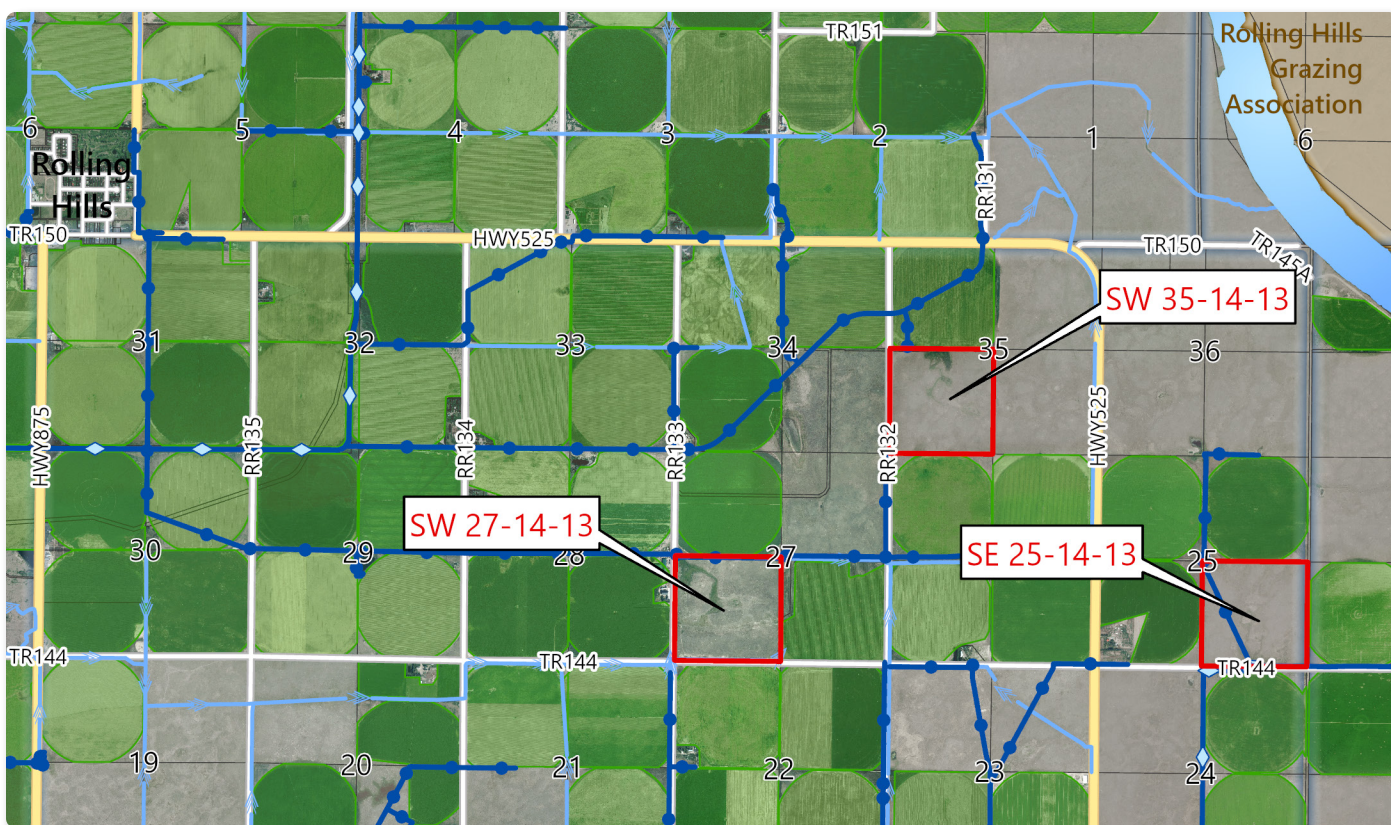 TR151
Rolling Hills
Grazing
Association
6
5
4
3
2
1
6
Rolling
Hills
RR131
TR150
HWY525
TR150
TR145A
SW 35-14-13
31
32
33
34
35
36
HWY875
RR135
RR134
RR133
RR132
HWY525
SW 27-14-13
30
29
28
27
SE 25-14-13
25
TR144
TR144
TR144
19
20
21
22
23
24